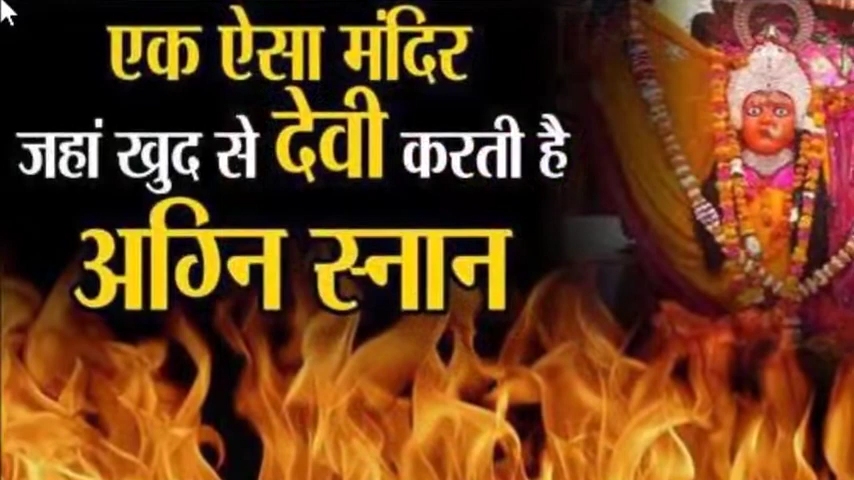 एक ऐसा मंदिर
जहां खुद से देवी करती है
अग्नि स्नान